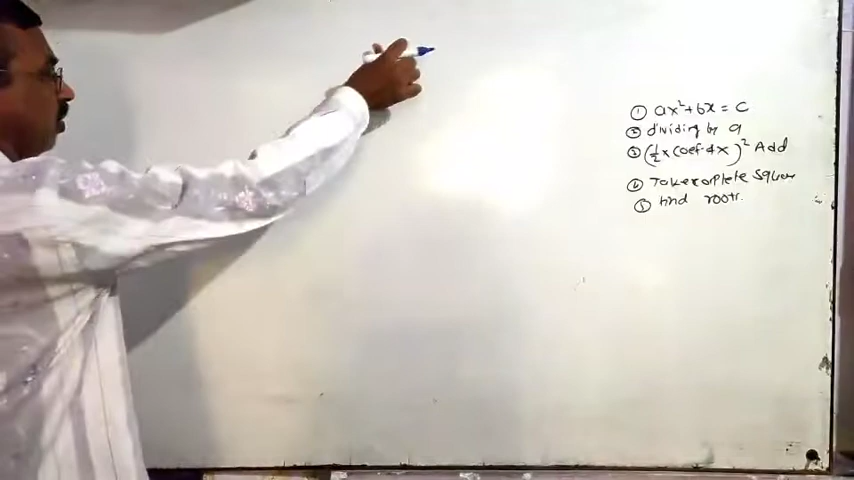 ① ax²+bx = c
② dividing by a
③ (½ x coef. of x)² Add
④ Take complete square
⑤ find roots.